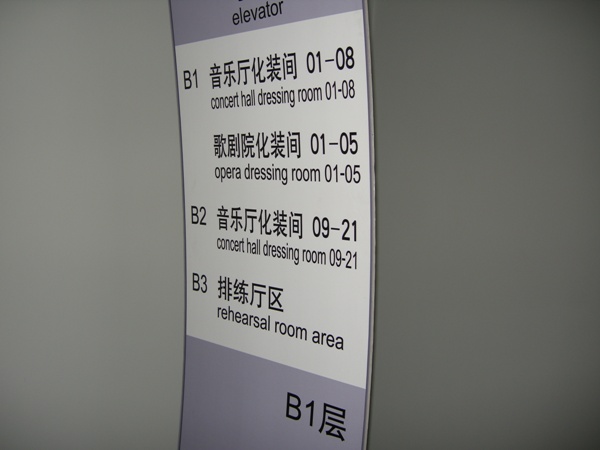 elevator
B1 音乐厅化装间 01-08
concert hall dressing room 01-08
歌剧院化装间 01-05
opera dressing room 01-05
B2 音乐厅化装间 09-21
concert hall dressing room 09-21
B3 排练厅区
rehearsal room area
B1层